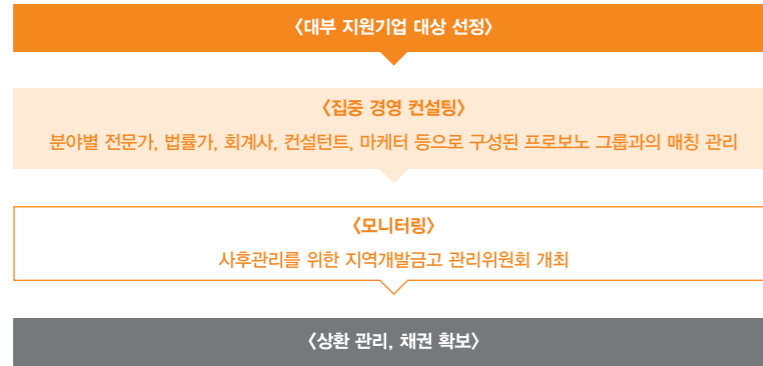 〈대부 지원기업 대상 선정〉
〈집중 경영 컨설팅〉
분야별 전문가, 법률가, 회계사, 컨설턴트, 마케터 등으로 구성된 프로보노 그룹과의 매칭 관리
〈모니터링〉
사후관리를 위한 지역개발금고 관리위원회 개최
〈상환 관리, 채권 확보〉